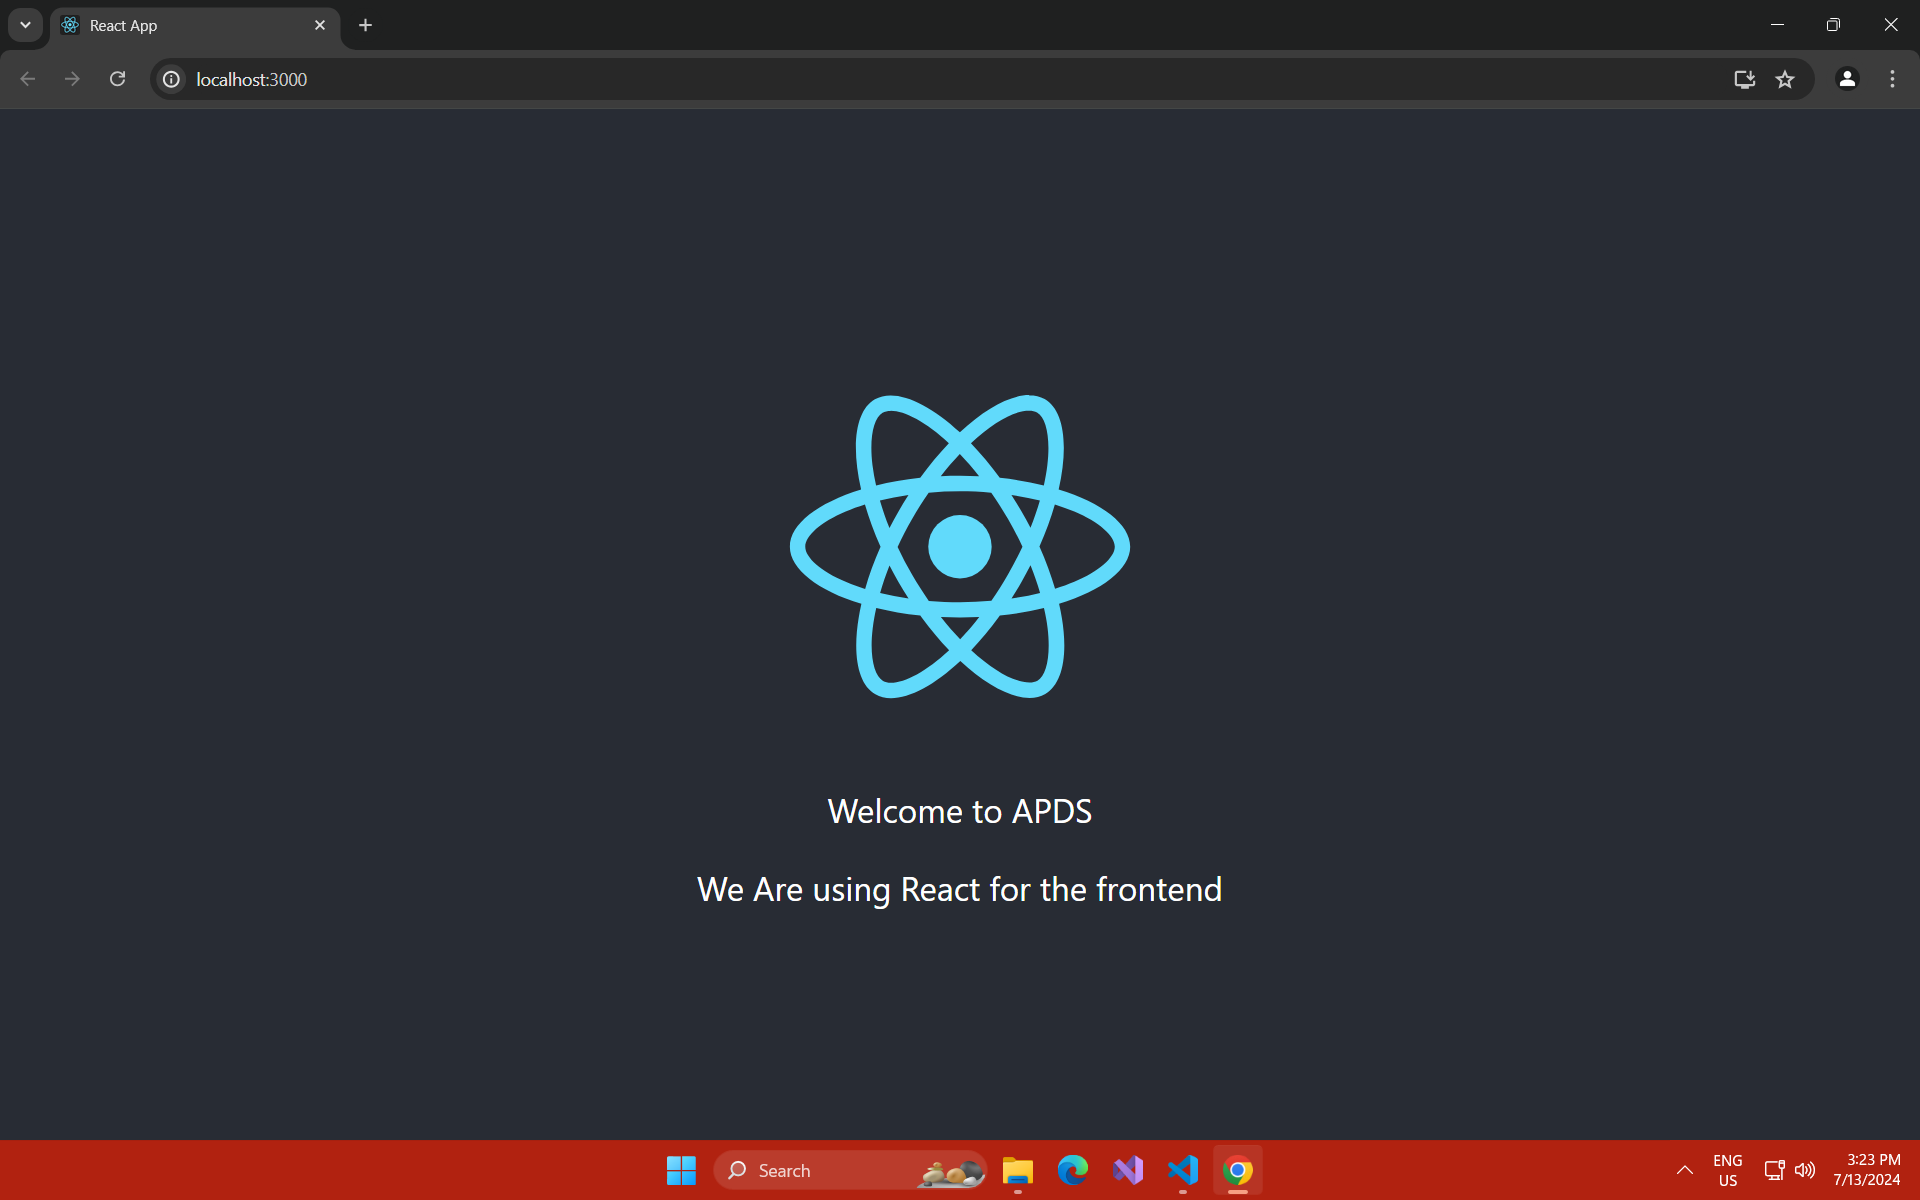 React App
localhost:3000
Welcome to APDS
We Are using React for the frontend
Search
ENG
US
3:23 PM
7/13/2024